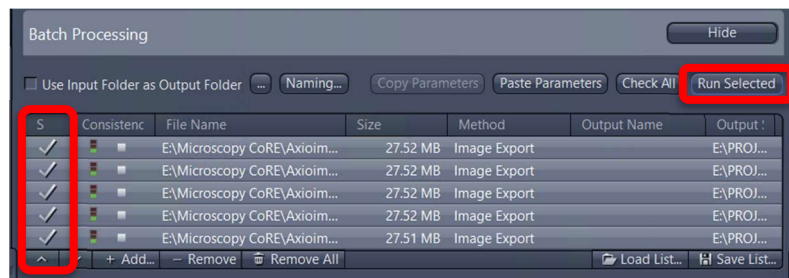 Batch Processing Hide
Use Input Folder as Output Folder ... Naming... Copy Parameters Paste Parameters Check All Run Selected
S Consistenc File Name Size Method Output Name Output
E:\Microscopy CoRE\Axioim... 27.52 MB Image Export E:\PROJ...
E:\Microscopy CoRE\Axioim... 27.52 MB Image Export E:\PROJ...
E:\Microscopy CoRE\Axioim... 27.52 MB Image Export E:\PROJ...
E:\Microscopy CoRE\Axioim... 27.52 MB Image Export E:\PROJ...
E:\Microscopy CoRE\Axioim... 27.51 MB Image Export E:\PROJ...
+ Add... − Remove Remove All Load List... Save List...